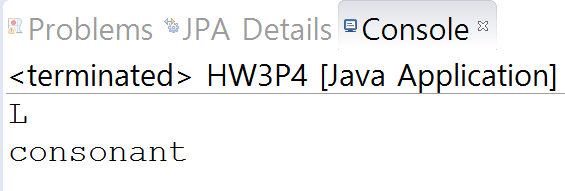 Problems JPA Details Console
<terminated> HW3P4 [Java Application]
L
consonant